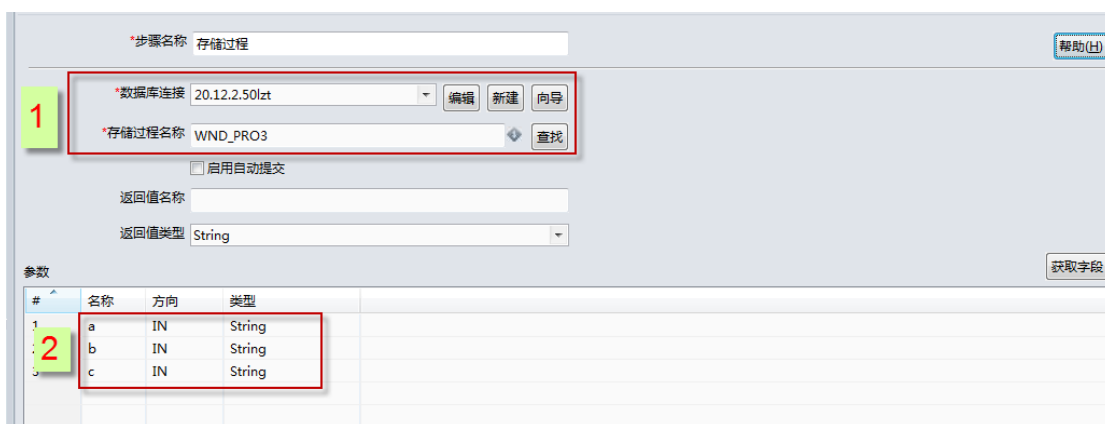 *步骤名称 存储过程 帮助(H)
1
*数据库连接 20.12.2.50lzt 编辑 新建 向导
*存储过程名称 WND_PRO3 查找
启用自动提交
返回值名称
返回值类型 String
参数 获取字段
# 名称 方向 类型
1 a IN String
2
b IN String
3 c IN String